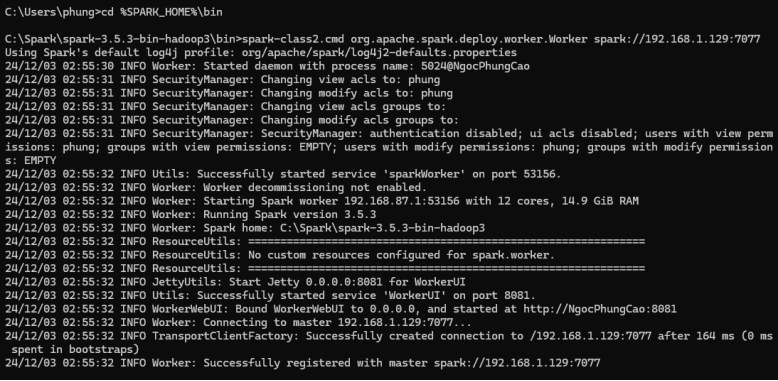 C:\Users\phung>cd %SPARK_HOME%\bin
C:\Spark\spark-3.5.3-bin-hadoop3\bin>spark-class2.cmd org.apache.spark.deploy.worker.Worker spark://192.168.1.129:7077
Using Spark's default log4j profile: org/apache/spark/log4j2-defaults.properties
24/12/03 02:55:30 INFO Worker: Started daemon with process name: 5024@NgocPhungCao
24/12/03 02:55:31 INFO SecurityManager: Changing view acls to: phung
24/12/03 02:55:31 INFO SecurityManager: Changing modify acls to: phung
24/12/03 02:55:31 INFO SecurityManager: Changing view acls groups to:
24/12/03 02:55:31 INFO SecurityManager: Changing modify acls groups to:
24/12/03 02:55:31 INFO SecurityManager: SecurityManager: authentication disabled; ui acls disabled; users with view perm
issions: phung; groups with view permissions: EMPTY; users with modify permissions: phung; groups with modify permission
s: EMPTY
24/12/03 02:55:32 INFO Utils: Successfully started service 'sparkWorker' on port 53156.
24/12/03 02:55:32 INFO Worker: Worker decommissioning not enabled.
24/12/03 02:55:32 INFO Worker: Starting Spark worker 192.168.87.1:53156 with 12 cores, 14.9 GiB RAM
24/12/03 02:55:32 INFO Worker: Running Spark version 3.5.3
24/12/03 02:55:32 INFO Worker: Spark home: C:\Spark\spark-3.5.3-bin-hadoop3
24/12/03 02:55:32 INFO ResourceUtils: ==============================================================
24/12/03 02:55:32 INFO ResourceUtils: No custom resources configured for spark.worker.
24/12/03 02:55:32 INFO ResourceUtils: ==============================================================
24/12/03 02:55:32 INFO JettyUtils: Start Jetty 0.0.0.0:8081 for WorkerUI
24/12/03 02:55:32 INFO Utils: Successfully started service 'WorkerUI' on port 8081.
24/12/03 02:55:32 INFO WorkerWebUI: Bound WorkerWebUI to 0.0.0.0, and started at http://NgocPhungCao:8081
24/12/03 02:55:32 INFO Worker: Connecting to master 192.168.1.129:7077...
24/12/03 02:55:32 INFO TransportClientFactory: Successfully created connection to /192.168.1.129:7077 after 164 ms (0 ms
 spent in bootstraps)
24/12/03 02:55:32 INFO Worker: Successfully registered with master spark://192.168.1.129:7077